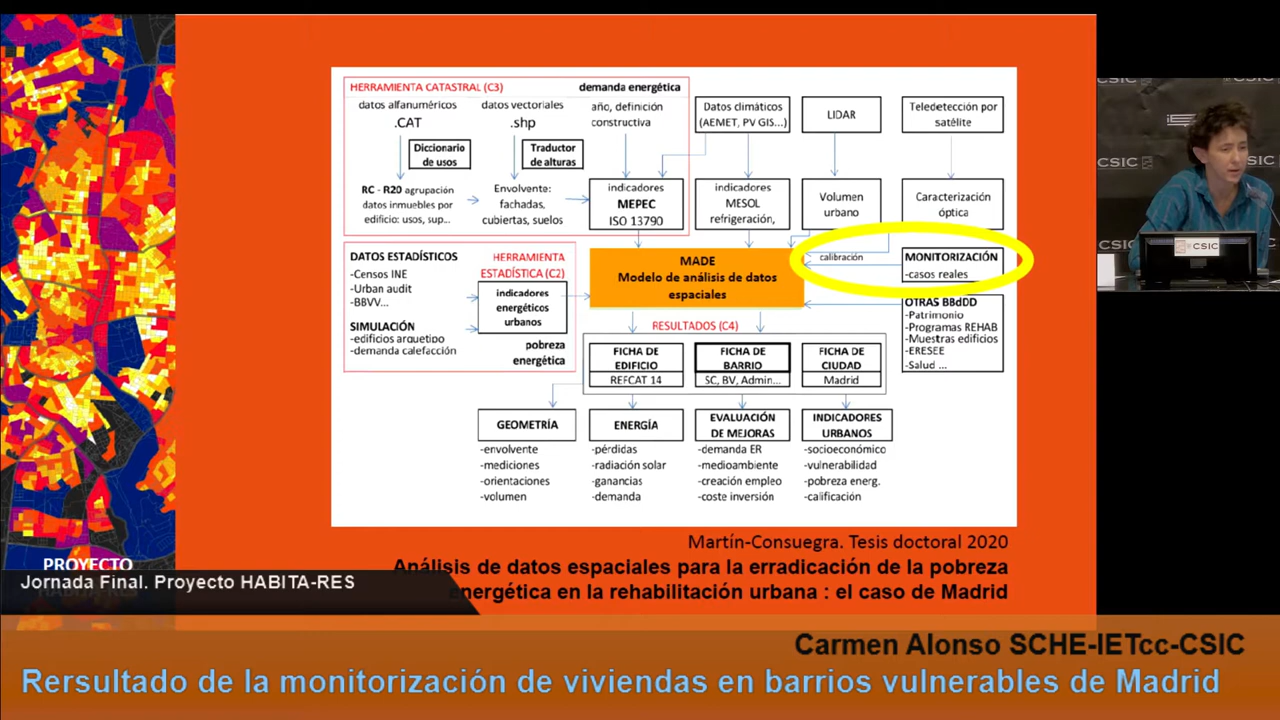 HERRAMIENTA CATASTRAL (C3)
demanda energética
datos alfanuméricos
.CAT
datos vectoriales
.shp
año, definición
constructiva
Datos climáticos
(AEMET, PV GIS...)
LIDAR
Teledetección por
satélite
Diccionario
de usos
Traductor
de alturas
RC - R20 agrupación
datos inmuebles por
edificio: usos, sup...
Envolvente:
fachadas,
cubiertas, suelos
indicadores
MEPEC
ISO 13790
indicadores
MESOL
refrigeración,
Volumen
urbano
Caracterización
óptica
DATOS ESTADÍSTICOS
-Censos INE
-Urban audit
-BBVV...
SIMULACIÓN
-edificios arquetipo
-demanda calefacción
HERRAMIENTA
ESTADÍSTICA (C2)
indicadores
energéticos
urbanos
pobreza
energética
MADE
Modelo de análisis de datos
espaciales
calibración
MONITORIZACIÓN
-casos reales
OTRAS BBdDD
-Patrimonio
-Programas REHAB
-Muestras edificios
-ERESEE
-Salud ...
RESULTADOS (C4)
FICHA DE
EDIFICIO
REFCAT 14
FICHA DE
BARRIO
SC, BV, Admin...
FICHA DE
CIUDAD
Madrid
GEOMETRÍA
-envolvente
-mediciones
-orientaciones
-volumen
ENERGÍA
-pérdidas
-radiación solar
-ganancias
-demanda
EVALUACIÓN
DE MEJORAS
-demanda ER
-medioambiente
-creación empleo
-coste inversión
INDICADORES
URBANOS
-socioeconómico
-vulnerabilidad
-pobreza energ.
-calificación
Martín-Consuegra. Tesis doctoral 2020
Análisis de datos espaciales para la erradicación de la pobreza
energética en la rehabilitación urbana : el caso de Madrid
PROYECTO
HABITA-RES
Jornada Final. Proyecto HABITA-RES
CSIC
CSIC
CSIC
CSIC
CSIC
Carmen Alonso SCHE-IETcc-CSIC
Rersultado de la monitorización de viviendas en barrios vulnerables de Madrid